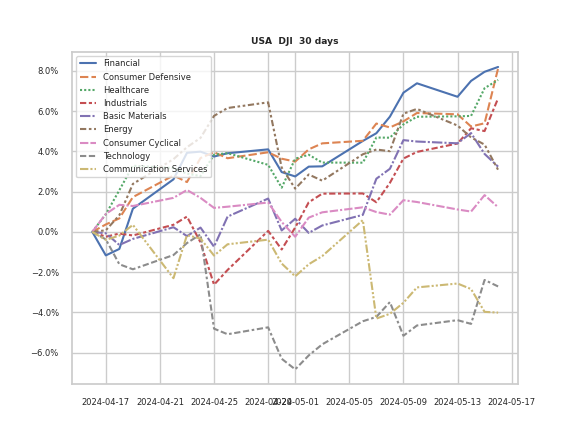 USA DJI 30 days
Financial
Consumer Defensive
Healthcare
Industrials
Basic Materials
Energy
Consumer Cyclical
Technology
Communication Services
8.0%
6.0%
4.0%
2.0%
0.0%
−2.0%
−4.0%
−6.0%
2024-04-17 2024-04-21 2024-04-25 2024-04-29 2024-05-01 2024-05-05 2024-05-09 2024-05-13 2024-05-17